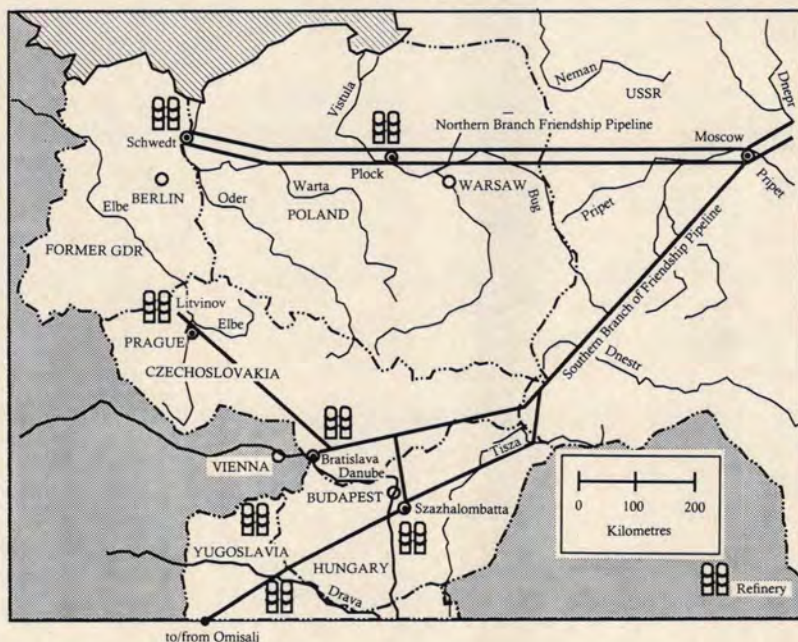 Neman
USSR
Dnepr
Vistula
Northern Branch Friendship Pipeline
Moscow
Schwedt
Plock
Pripet
BERLIN
Warta
WARSAW
Bug
Pripet
Elbe
Oder
POLAND
FORMER GDR
Southern Branch of Friendship Pipeline
Litvinov
Elbe
PRAGUE
CZECHOSLOVAKIA
Dnestr
Tisza
VIENNA
Bratislava
Danube
BUDAPEST
Szazhalombatta
0 100 200
Kilometres
YUGOSLAVIA
HUNGARY
Drava
Refinery
to/from Omisali